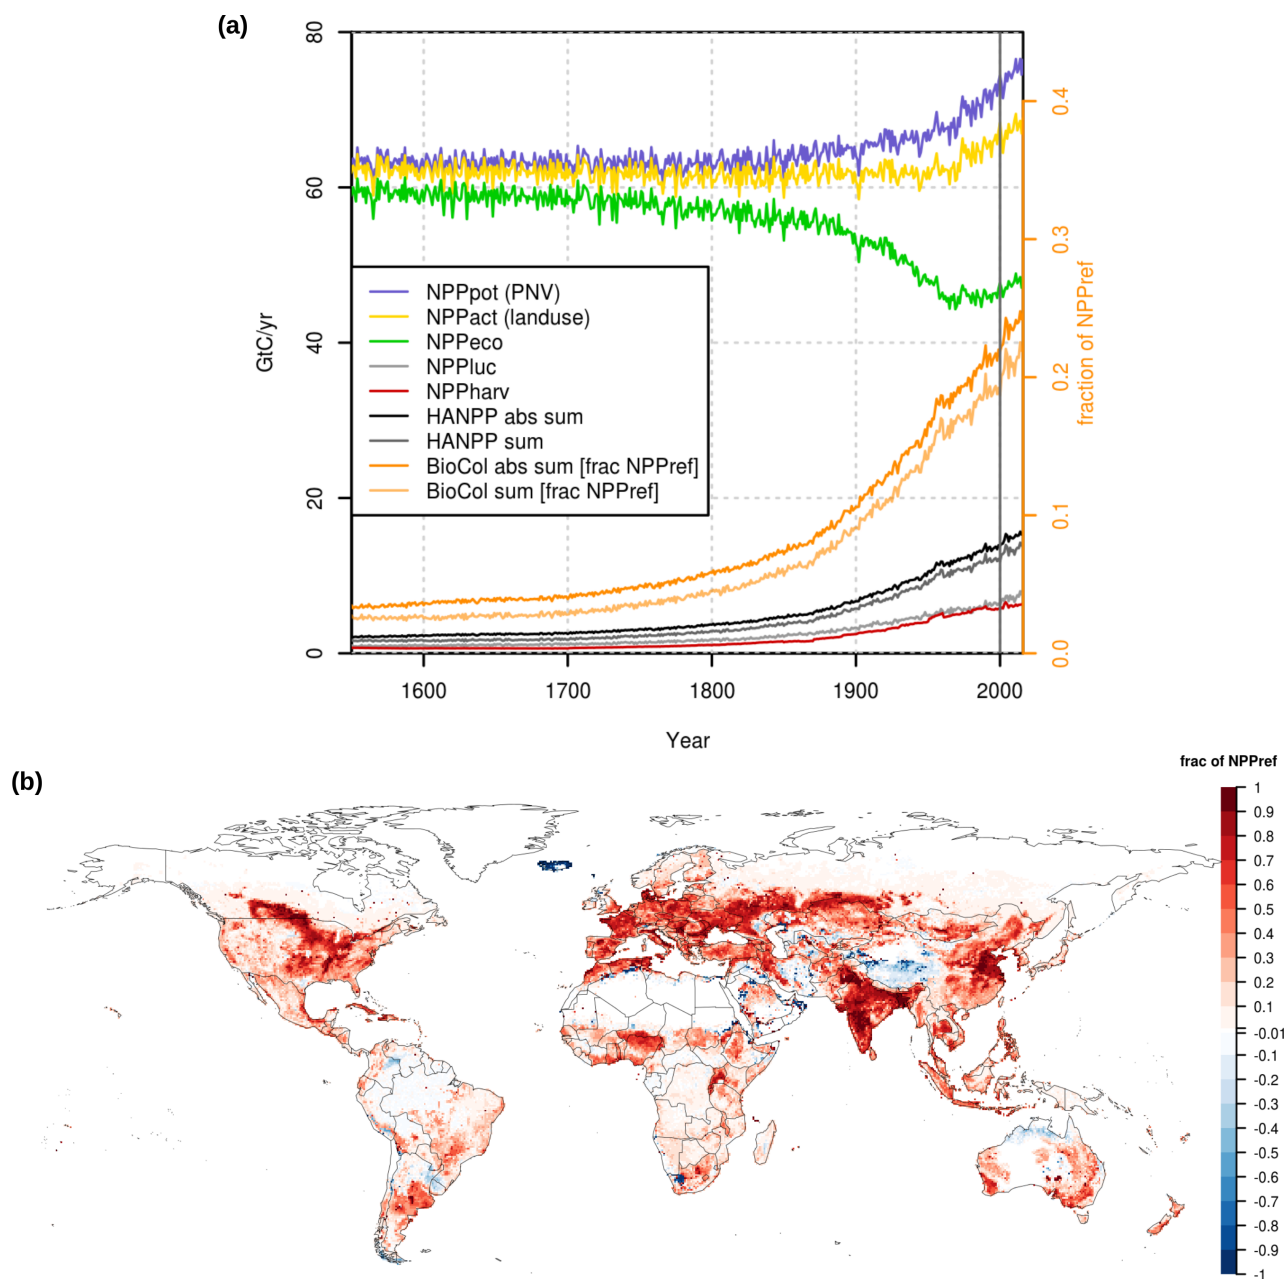 (a)
80
60
40
20
0
GtC/yr
0.4
0.3
0.2
0.1
0.0
fraction of NPPref
NPPpot (PNV)
NPPact (landuse)
NPPeco
NPPluc
NPPharv
HANPP abs sum
HANPP sum
BioCol abs sum [frac NPPref]
BioCol sum [frac NPPref]
1600 1700 1800 1900 2000
Year
(b)
frac of NPPref
1
0.9
0.8
0.7
0.6
0.5
0.4
0.3
0.2
0.1
-0.01
-0.1
-0.2
-0.3
-0.4
-0.5
-0.6
-0.7
-0.8
-0.9
-1